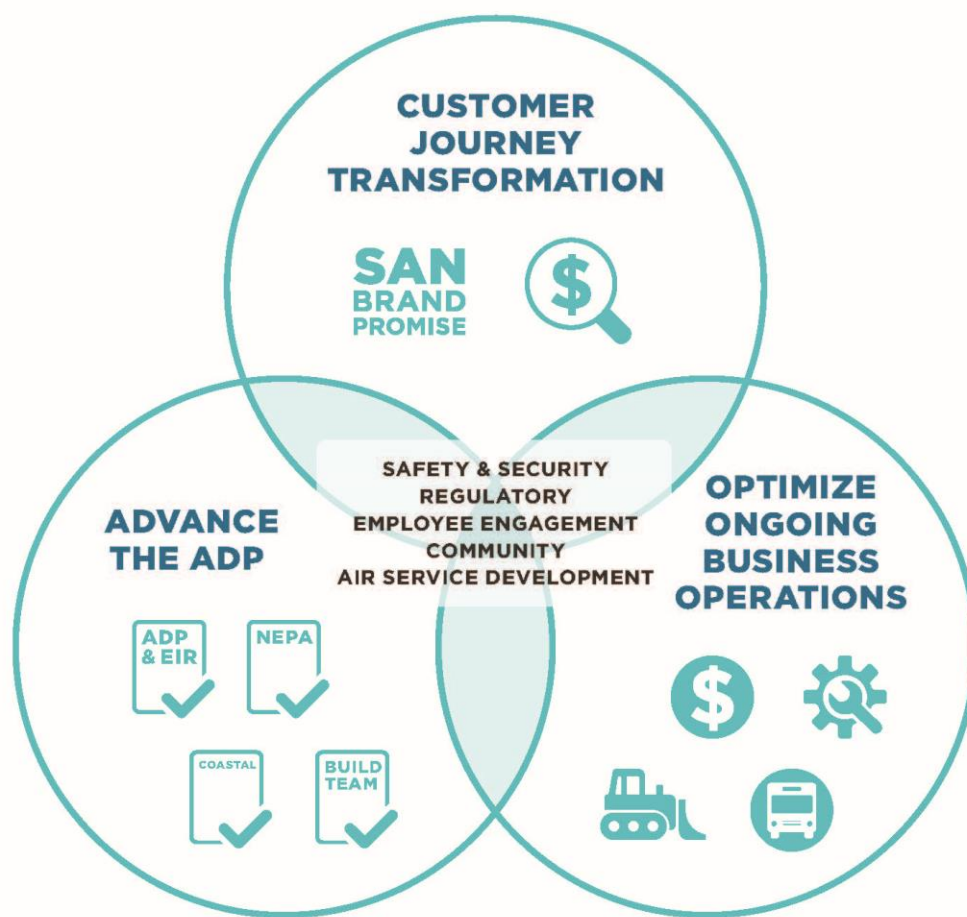 CUSTOMER
JOURNEY
TRANSFORMATION
SAN
BRAND
PROMISE
$
SAFETY & SECURITY
REGULATORY
EMPLOYEE ENGAGEMENT
COMMUNITY
AIR SERVICE DEVELOPMENT
ADVANCE
THE ADP
ADP
& EIR
NEPA
COASTAL
BUILD
TEAM
OPTIMIZE
ONGOING
BUSINESS
OPERATIONS
$